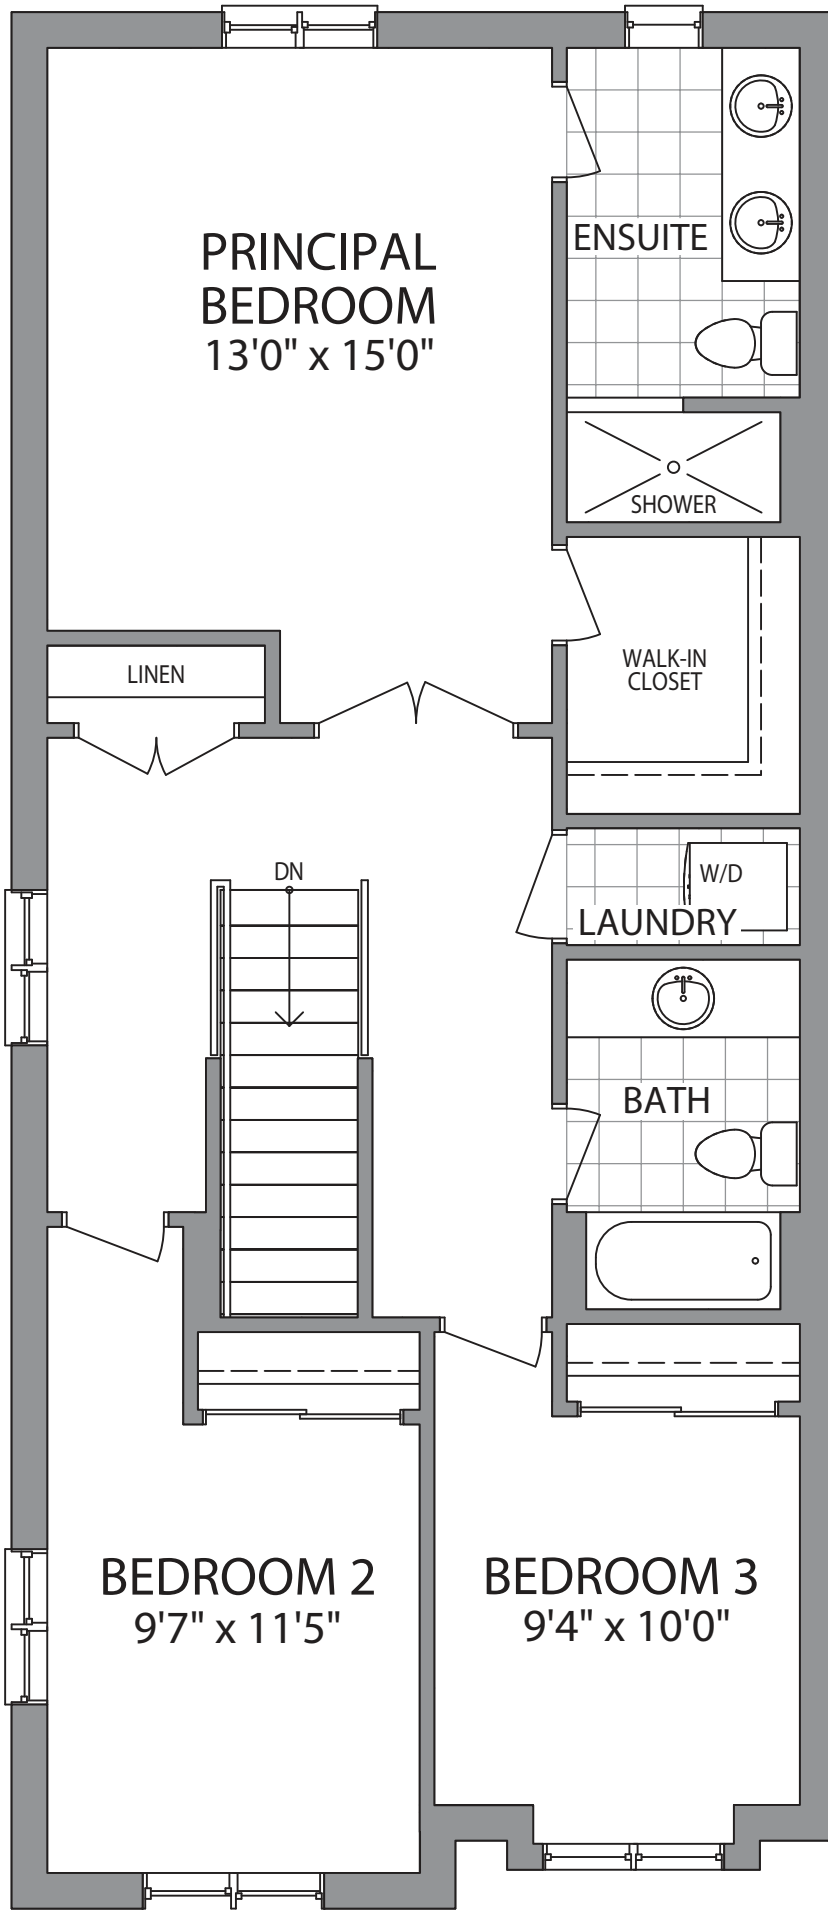 PRINCIPAL
BEDROOM
13'0" x 15'0"
ENSUITE
SHOWER
WALK-IN
CLOSET
LINEN
DN
W/D
LAUNDRY
BATH
BEDROOM 2
9'7" x 11'5"
BEDROOM 3
9'4" x 10'0"